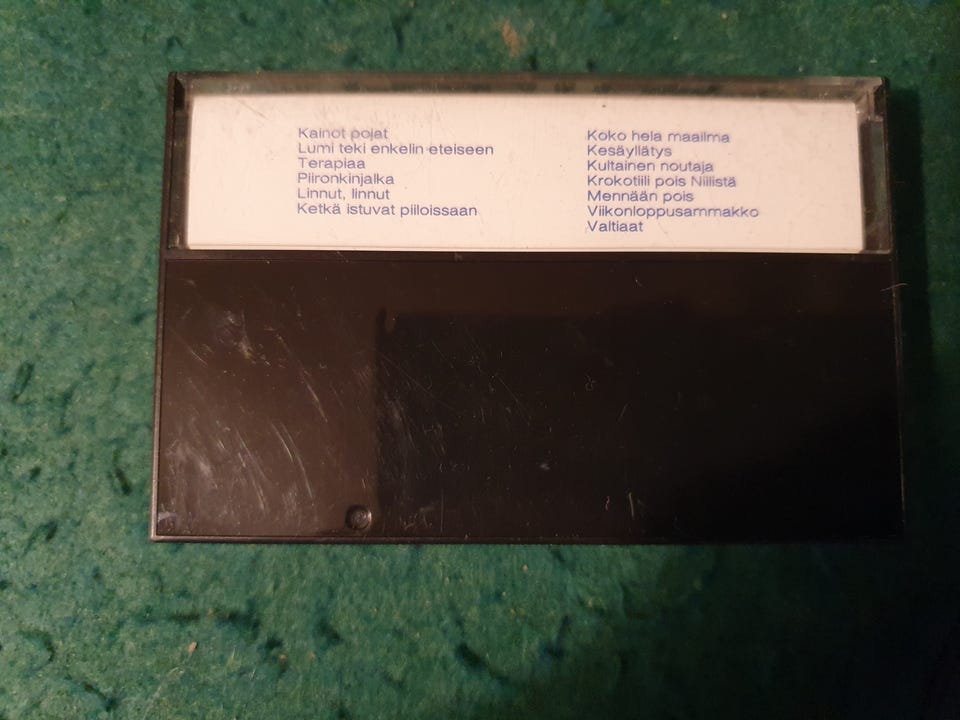 Kainot pojat
Lumi teki enkelin eteiseen
Terapiaa
Piironkinjalka
Linnut, linnut
Ketkä istuvat piiloissaan
Koko hela maailma
Kesäyllätys
Kultainen noutaja
Krokotiili pois Niilistä
Mennään pois
Viikonloppusammakko
Valtiaat